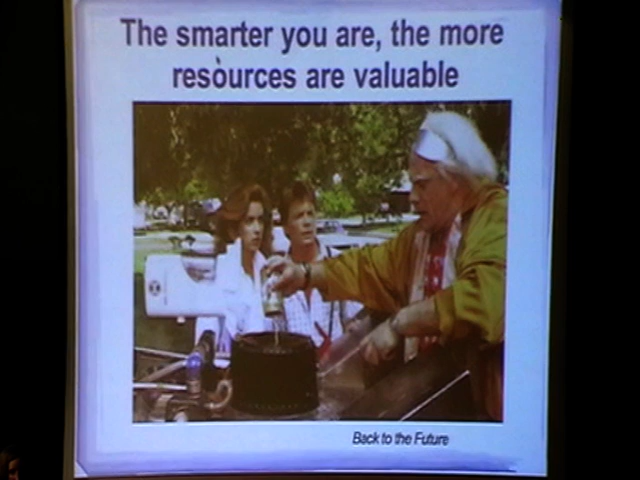 The smarter you are, the more
resources are valuable
Back to the Future